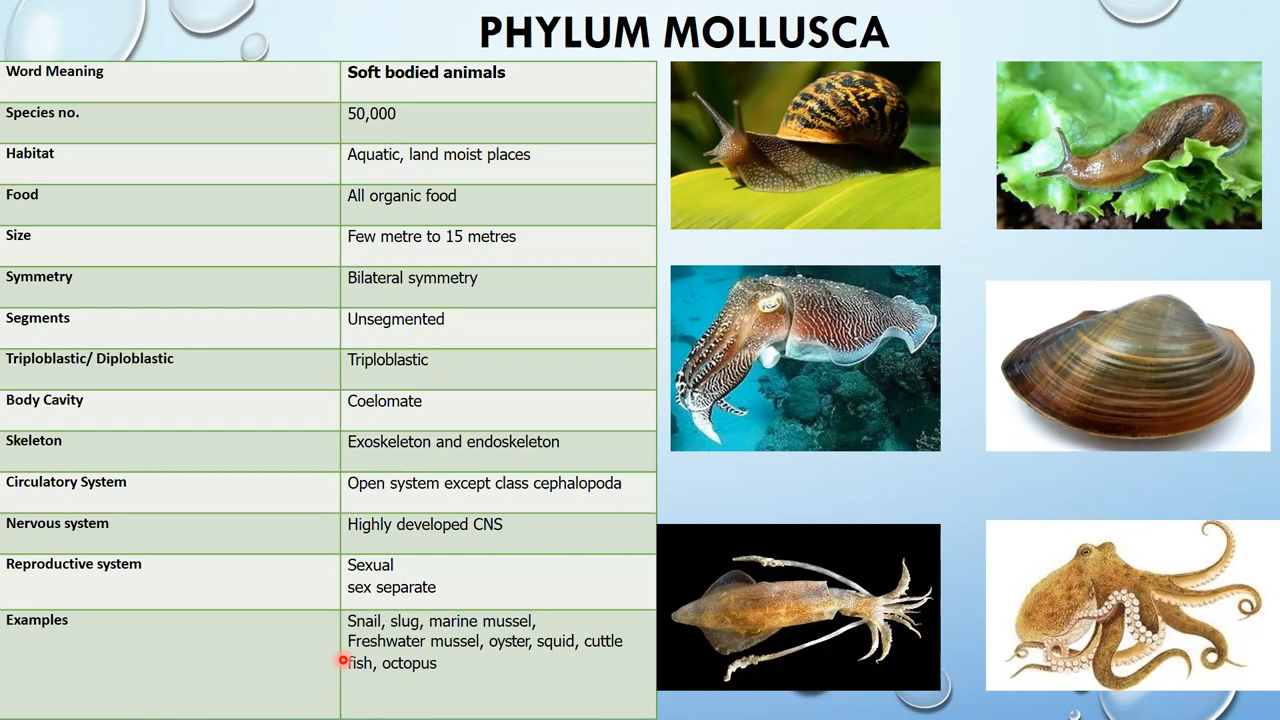 PHYLUM MOLLUSCA
Word Meaning
Soft bodied animals
Species no.
50,000
Habitat
Aquatic, land moist places
Food
All organic food
Size
Few metre to 15 metres
Symmetry
Bilateral symmetry
Segments
Unsegmented
Triploblastic/ Diploblastic
Triploblastic
Body Cavity
Coelomate
Skeleton
Exoskeleton and endoskeleton
Circulatory System
Open system except class cephalopoda
Nervous system
Highly developed CNS
Reproductive system
Sexual
sex separate
Examples
Snail, slug, marine mussel,
Freshwater mussel, oyster, squid, cuttle
fish, octopus